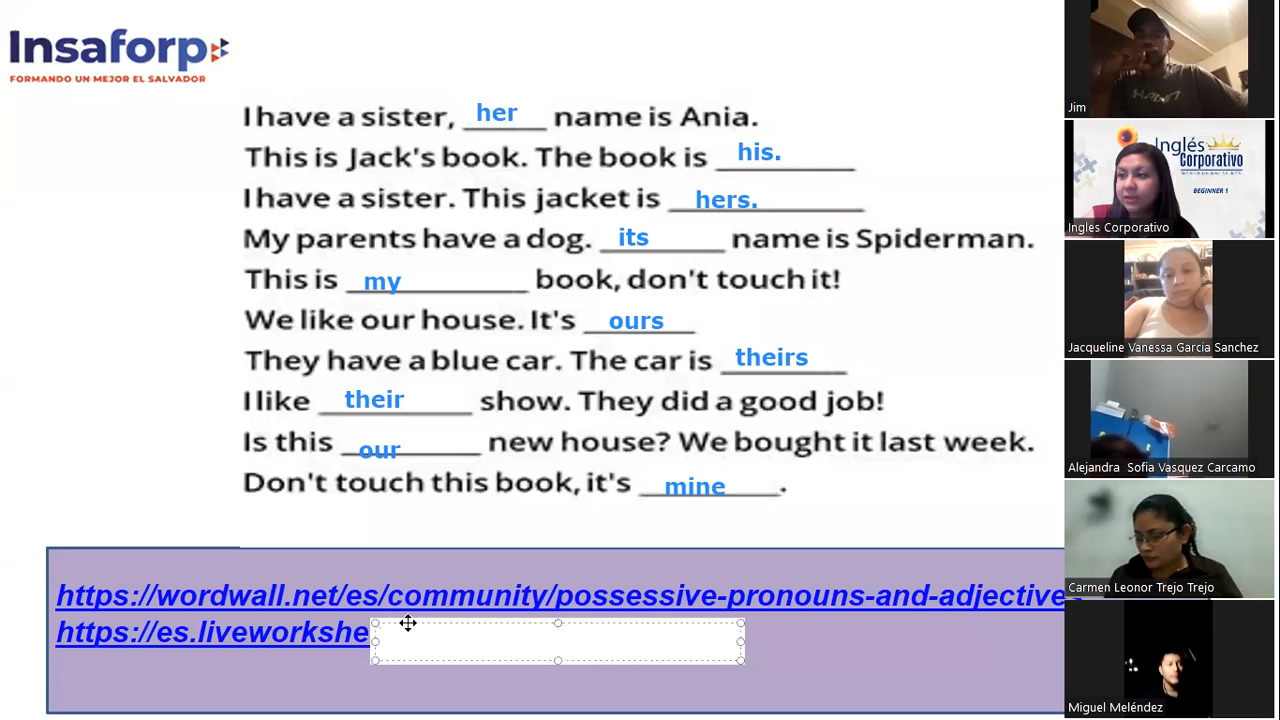 Insaforp
FORMANDO UN MEJOR EL SALVADOR
I have a sister, her name is Ania.
This is Jack's book. The book is his.
I have a sister. This jacket is hers.
My parents have a dog. its name is Spiderman.
This is my book, don't touch it!
We like our house. It's ours
They have a blue car. The car is theirs
I like their show. They did a good job!
Is this our new house? We bought it last week.
Don't touch this book, it's mine.
https://wordwall.net/es/community/possessive-pronouns-and-adjectives
https://es.liveworkshe
Jim
Inglés
Corporativo
BEGINNER 1
Ingles Corporativo
Jacqueline Vanessa Garcia Sanchez
Alejandra Sofia Vasquez Carcamo
Carmen Leonor Trejo Trejo
Miguel Meléndez